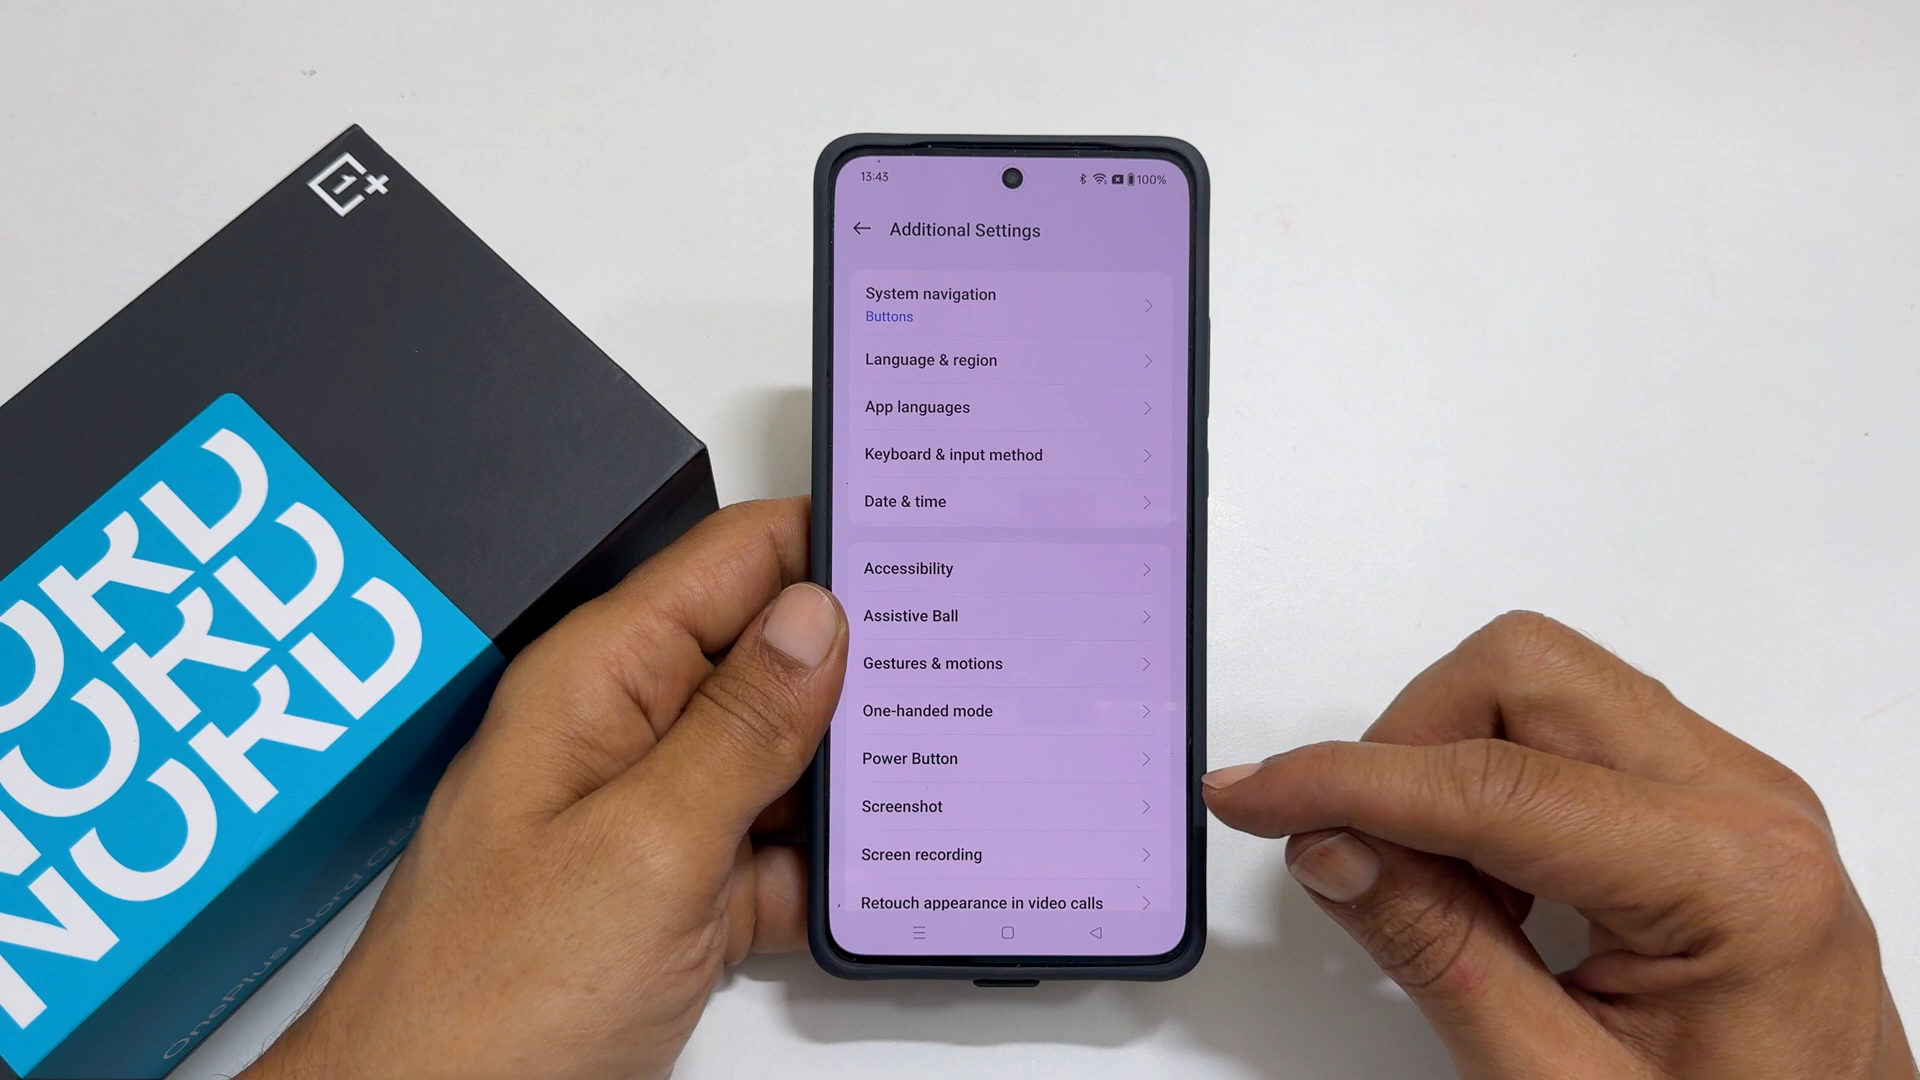 13:43
100%
Additional Settings
System navigation
Buttons
Language & region
App languages
Keyboard & input method
Date & time
Accessibility
Assistive Ball
Gestures & motions
One-handed mode
Power Button
Screenshot
Screen recording
Retouch appearance in video calls
1+
NORD
OnePlus Nord